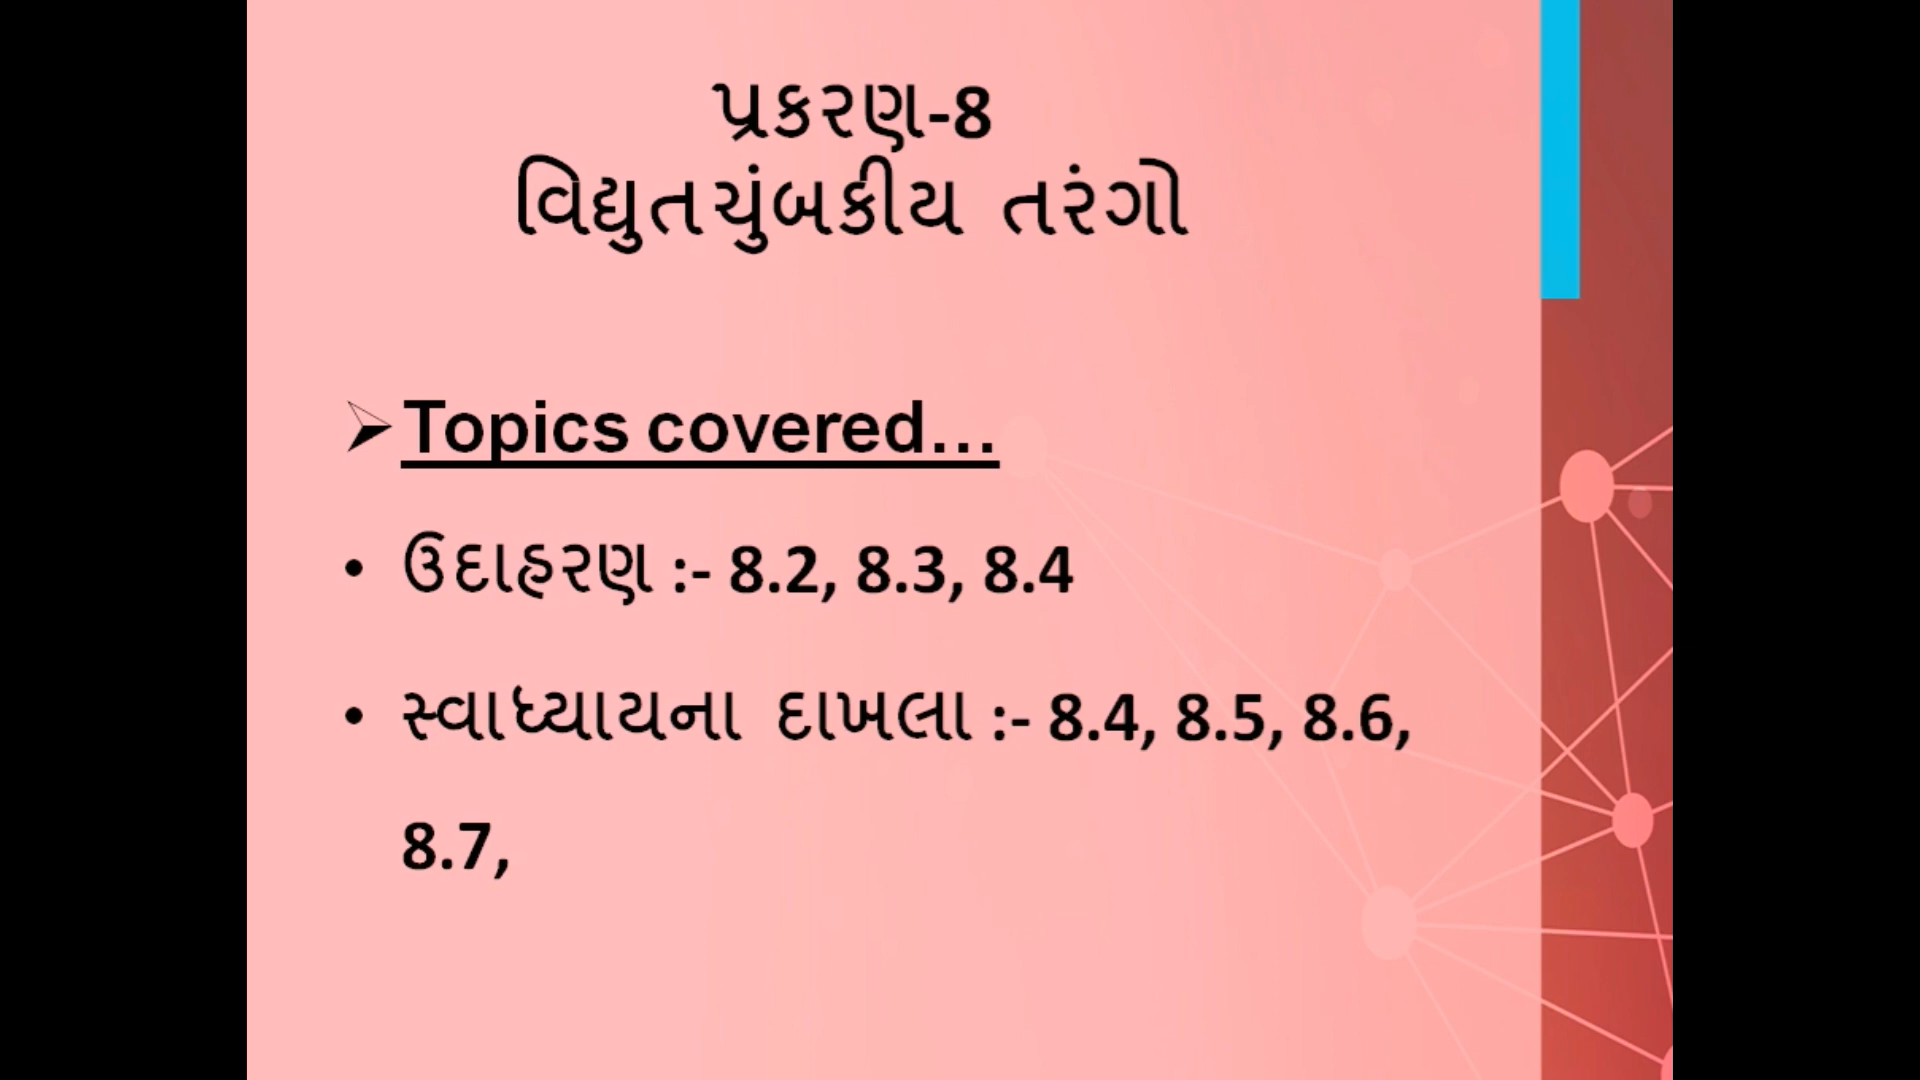 પ્રકરણ-8
વિદ્યુતચુંબકીય તરંગો
Topics covered...
ઉદાહરણ :- 8.2, 8.3, 8.4
સ્વાધ્યાયના દાખલા :- 8.4, 8.5, 8.6,
8.7,